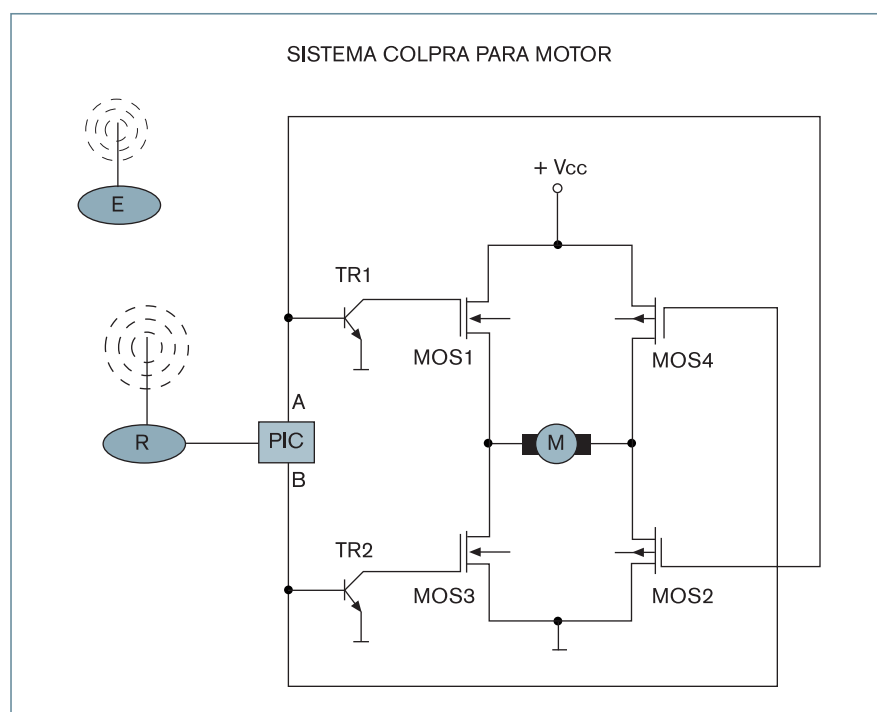 SISTEMA COLPRA PARA MOTOR
+ Vcc
E
TR1
MOS1
MOS4
A
R
PIC
M
B
TR2
MOS3
MOS2